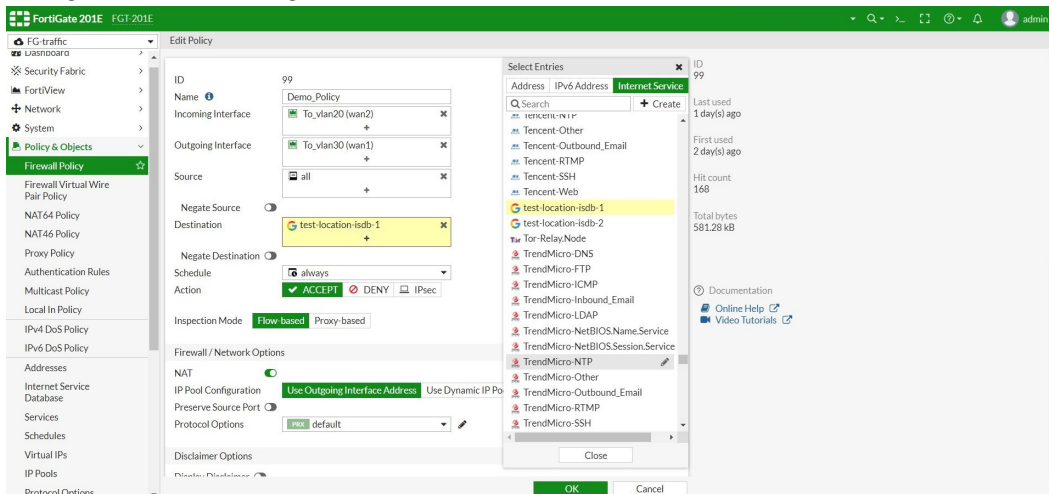 FortiGate 201E FGT-201E
>_ admin
FG-traffic
Dashboard
Security Fabric
FortiView
Network
System
Policy & Objects
Firewall Policy
Firewall Virtual Wire
Pair Policy
NAT64 Policy
NAT46 Policy
Proxy Policy
Authentication Rules
Multicast Policy
Local In Policy
IPv4 DoS Policy
IPv6 DoS Policy
Addresses
Internet Service
Database
Services
Schedules
Virtual IPs
IP Pools
Protocol Options
Edit Policy
ID 99
Name Demo_Policy
Incoming Interface To_vlan20 (wan2)
+
Outgoing Interface To_vlan30 (wan1)
+
Source all
+
Negate Source
Destination test-location-isdb-1
+
Negate Destination
Schedule always
Action ACCEPT DENY IPsec
Inspection Mode Flow-based Proxy-based
Firewall / Network Options
NAT
IP Pool Configuration Use Outgoing Interface Address Use Dynamic IP Po
Preserve Source Port
Protocol Options PRX default
Disclaimer Options
Display Disclaimer
Select Entries
Address IPv6 Address Internet Service
Search + Create
Tencent-NTP
Tencent-Other
Tencent-Outbound_Email
Tencent-RTMP
Tencent-SSH
Tencent-Web
test-location-isdb-1
test-location-isdb-2
Tor-Relay.Node
TrendMicro-DNS
TrendMicro-FTP
TrendMicro-ICMP
TrendMicro-Inbound_Email
TrendMicro-LDAP
TrendMicro-NetBIOS.Name.Service
TrendMicro-NetBIOS.Session.Service
TrendMicro-NTP
TrendMicro-Other
TrendMicro-Outbound_Email
TrendMicro-RTMP
TrendMicro-SSH
Close
OK Cancel
ID
99
Last used
1 day(s) ago
First used
2 day(s) ago
Hit count
168
Total bytes
581.28 kB
Documentation
Online Help
Video Tutorials